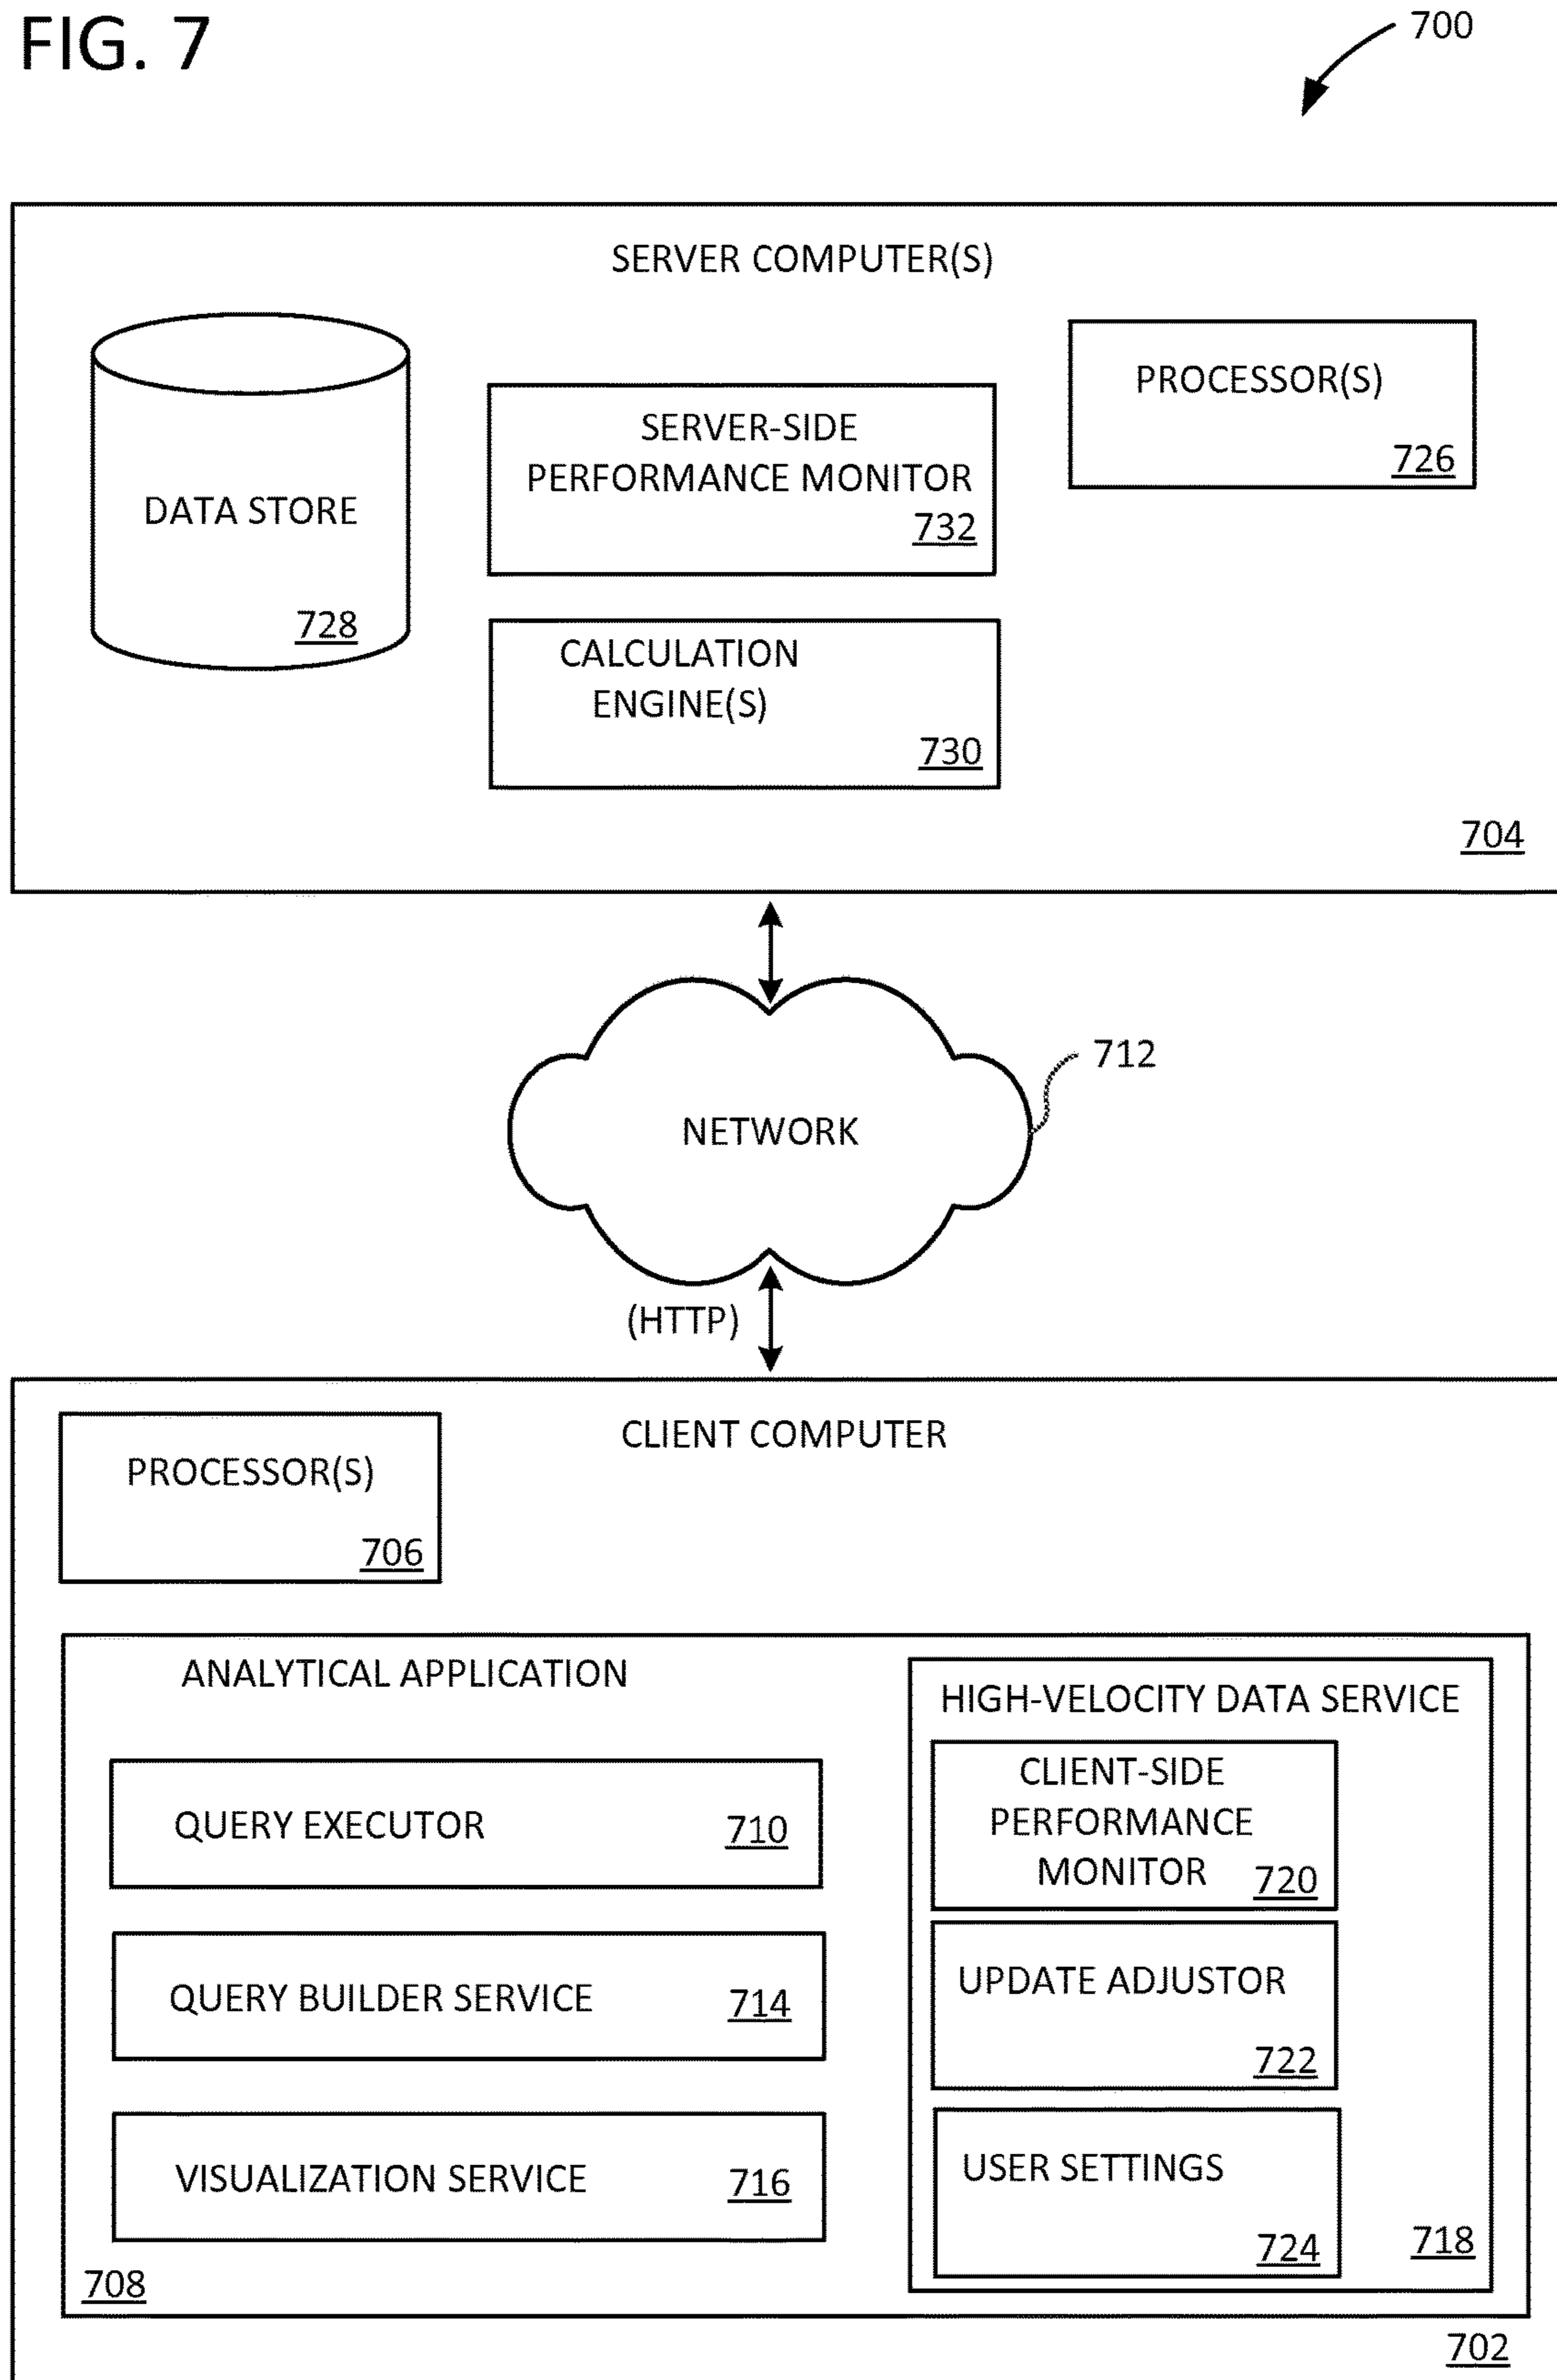 FIG. 7
700
SERVER COMPUTER(S)
DATA STORE
728
SERVER-SIDE
PERFORMANCE MONITOR
732
PROCESSOR(S)
726
CALCULATION
ENGINE(S)
730
704
NETWORK
712
(HTTP)
CLIENT COMPUTER
PROCESSOR(S)
706
ANALYTICAL APPLICATION
QUERY EXECUTOR 710
QUERY BUILDER SERVICE 714
VISUALIZATION SERVICE 716
708
HIGH-VELOCITY DATA SERVICE
CLIENT-SIDE
PERFORMANCE
MONITOR 720
UPDATE ADJUSTOR
722
USER SETTINGS
724
718
702